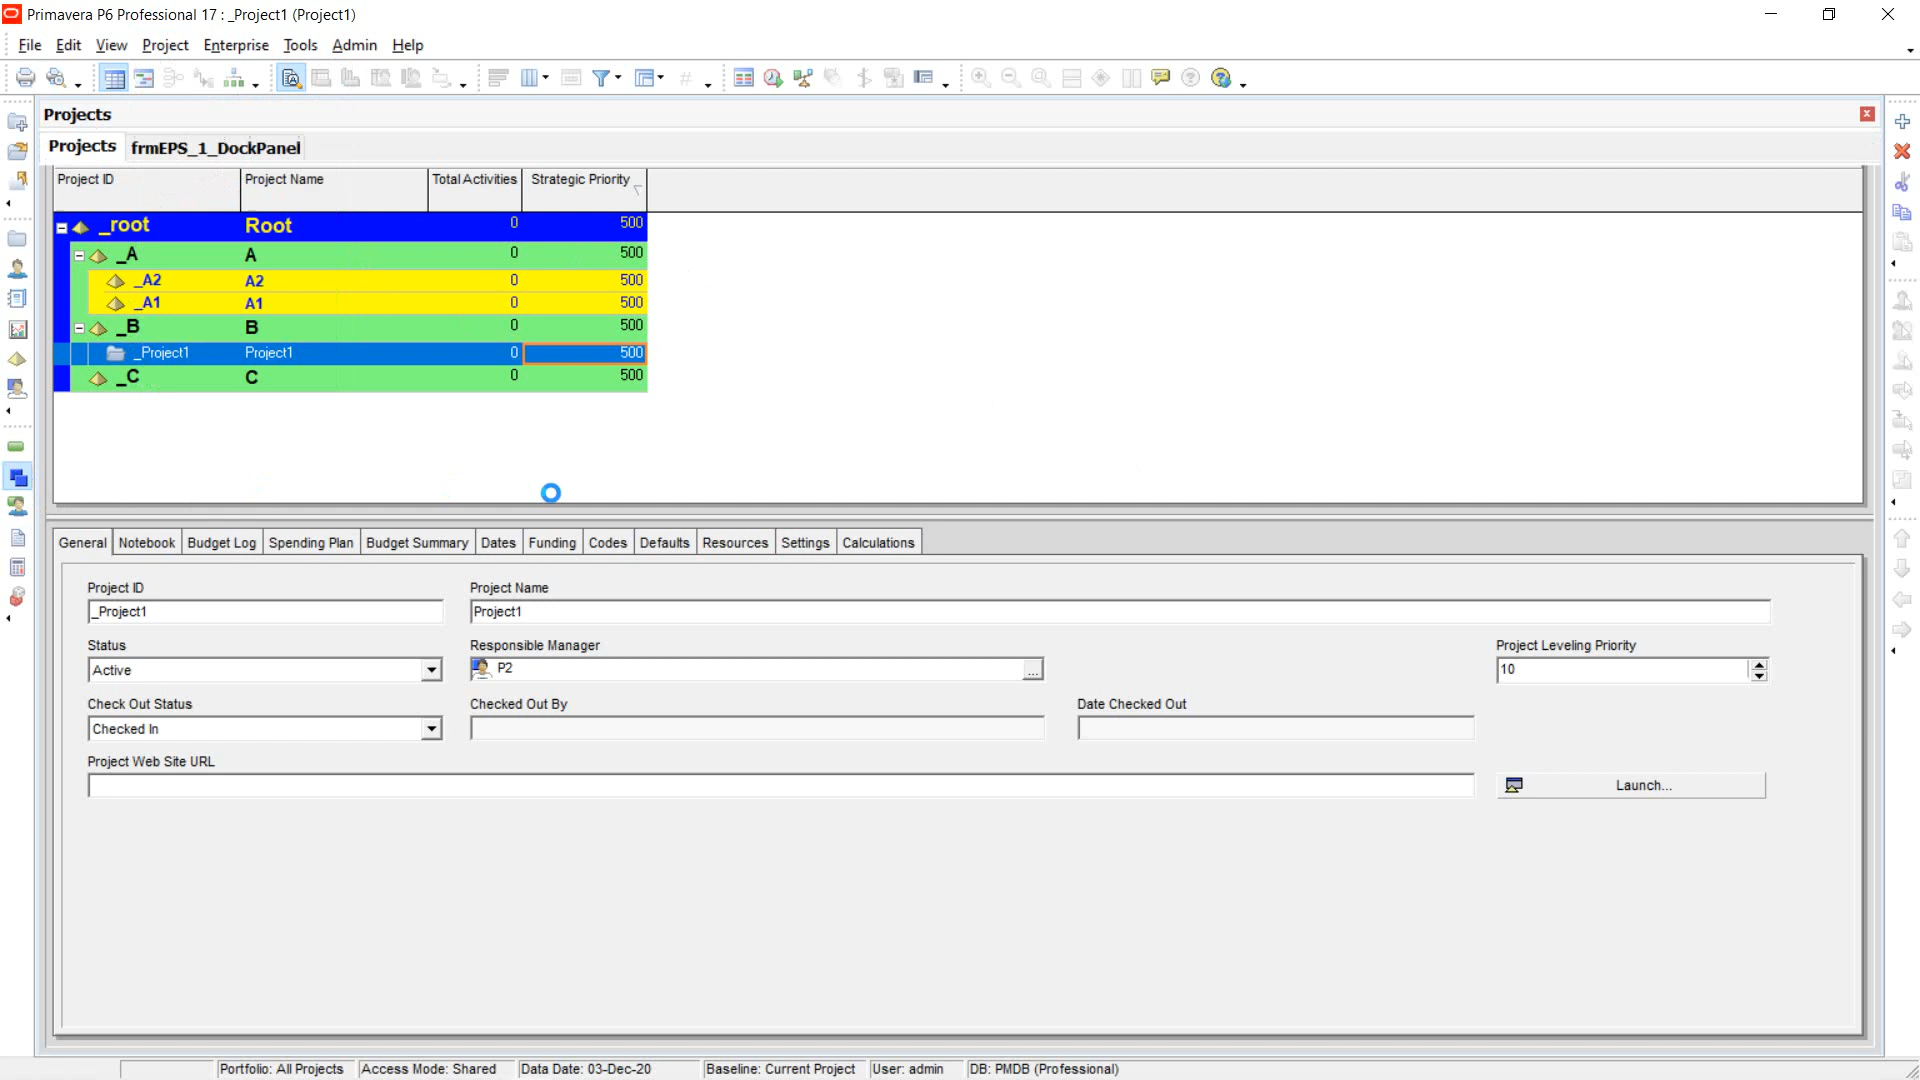 Primavera P6 Professional 17 : _Project1 (Project1)
File Edit View Project Enterprise Tools Admin Help
Projects
Projects frmEPS_1_DockPanel
Project ID Project Name Total Activities Strategic Priority
_root Root 0 500
_A A 0 500
_A2 A2 0 500
_A1 A1 0 500
_B B 0 500
_Project1 Project1 0 500
_C C 0 500
General Notebook Budget Log Spending Plan Budget Summary Dates Funding Codes Defaults Resources Settings Calculations
Project ID Project Name
_Project1 Project1
Status Responsible Manager Project Leveling Priority
Active P2 ... 10
Check Out Status Checked Out By Date Checked Out
Checked In
Project Web Site URL
Launch...
Portfolio: All Projects Access Mode: Shared Data Date: 03-Dec-20 Baseline: Current Project User: admin DB: PMDB (Professional)